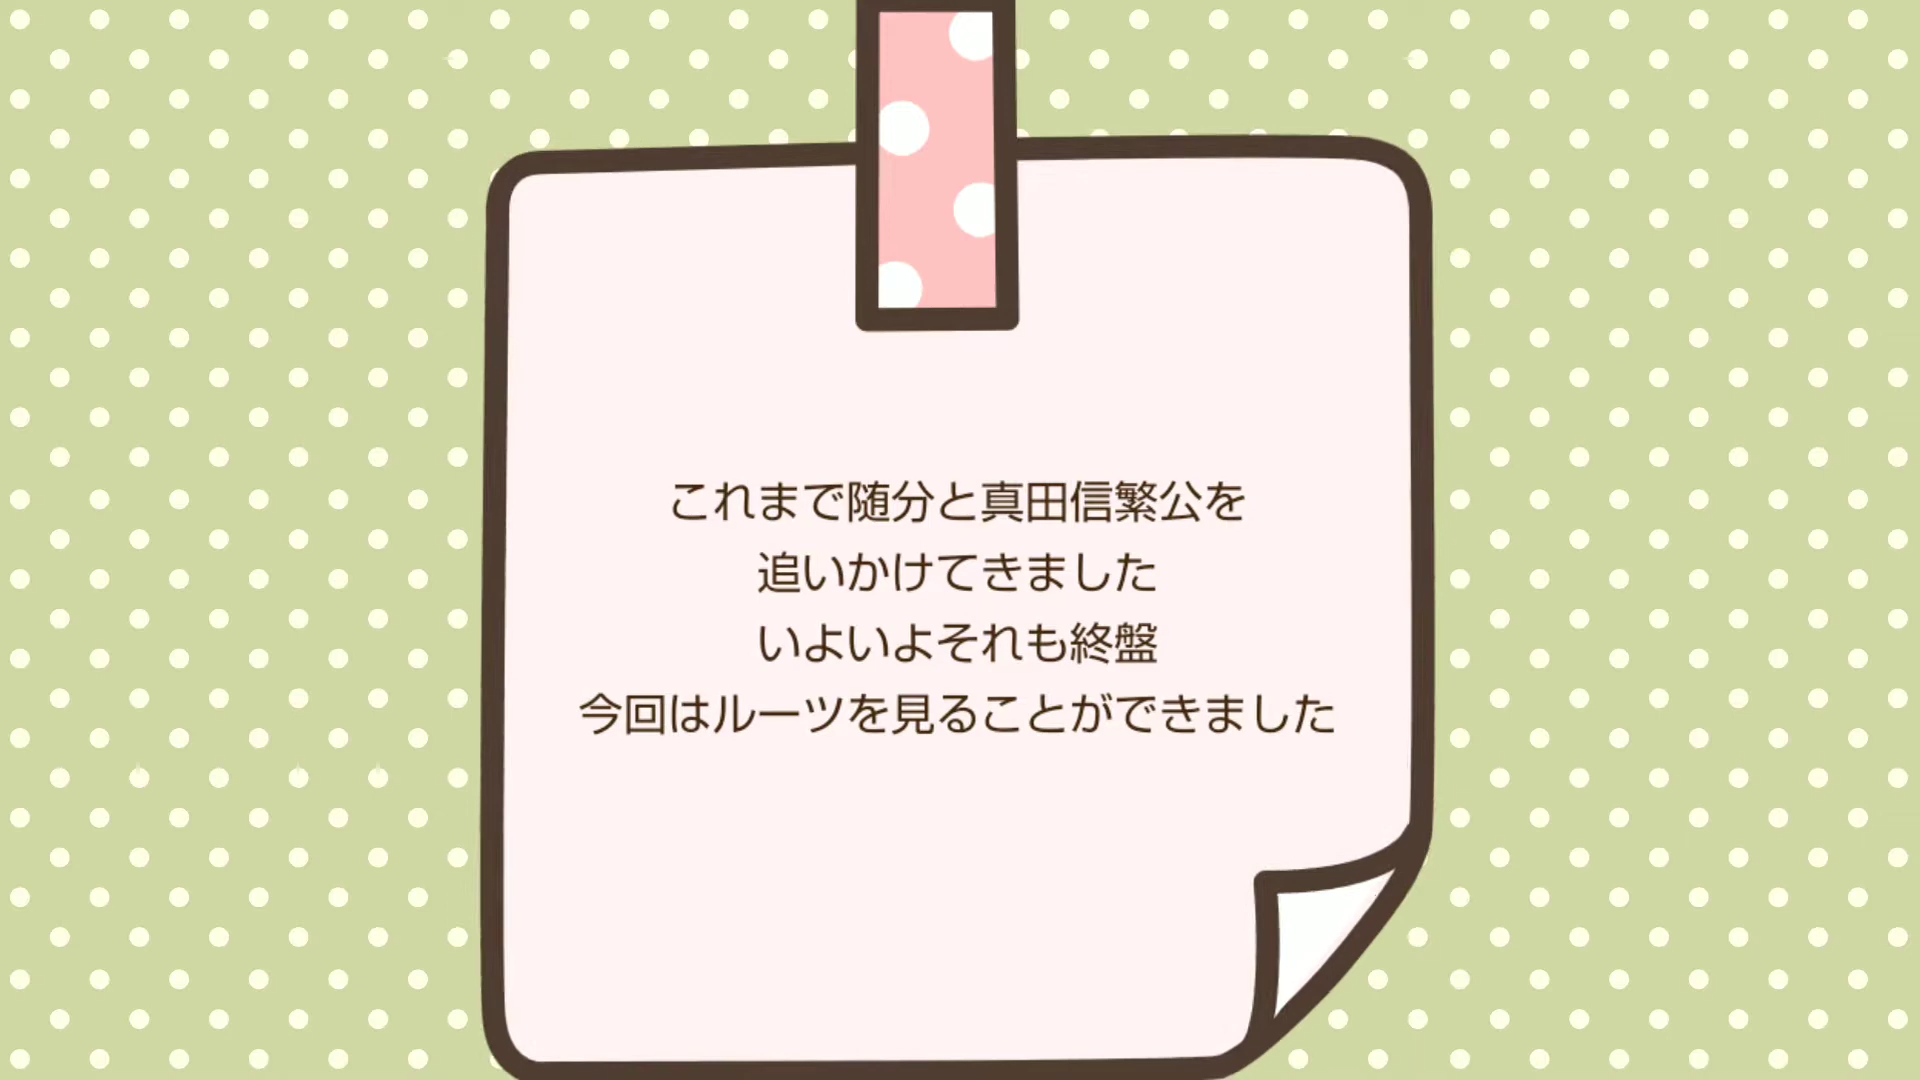 これまで随分と真田信繁公を
追いかけてきました
いよいよそれも終盤
今回はルーツを見ることができました